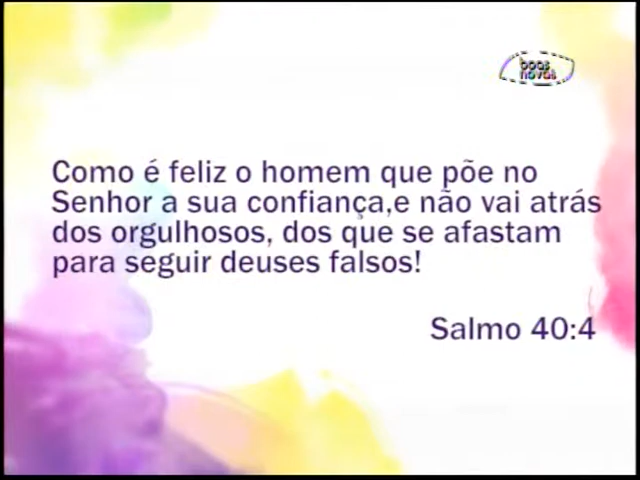 boas
novas
Como é feliz o homem que põe no
Senhor a sua confiança,e não vai atrás
dos orgulhosos, dos que se afastam
para seguir deuses falsos!
Salmo 40:4